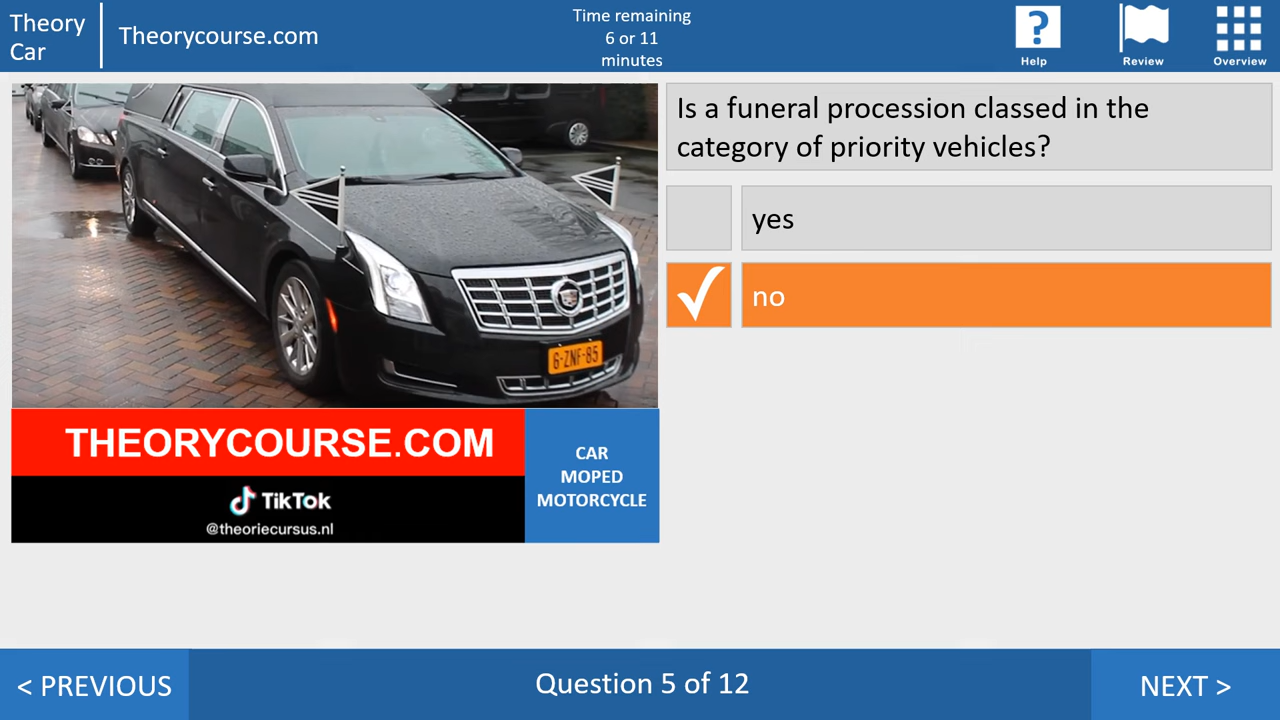 Theory
Car
Theorycourse.com
Time remaining
6 or 11
minutes
?
Help
Review
Overview
Is a funeral procession classed in the
category of priority vehicles?
yes
no
6-ZNF-85
THEORYCOURSE.COM
TikTok
@theoriecursus.nl
CAR
MOPED
MOTORCYCLE
< PREVIOUS
Question 5 of 12
NEXT >